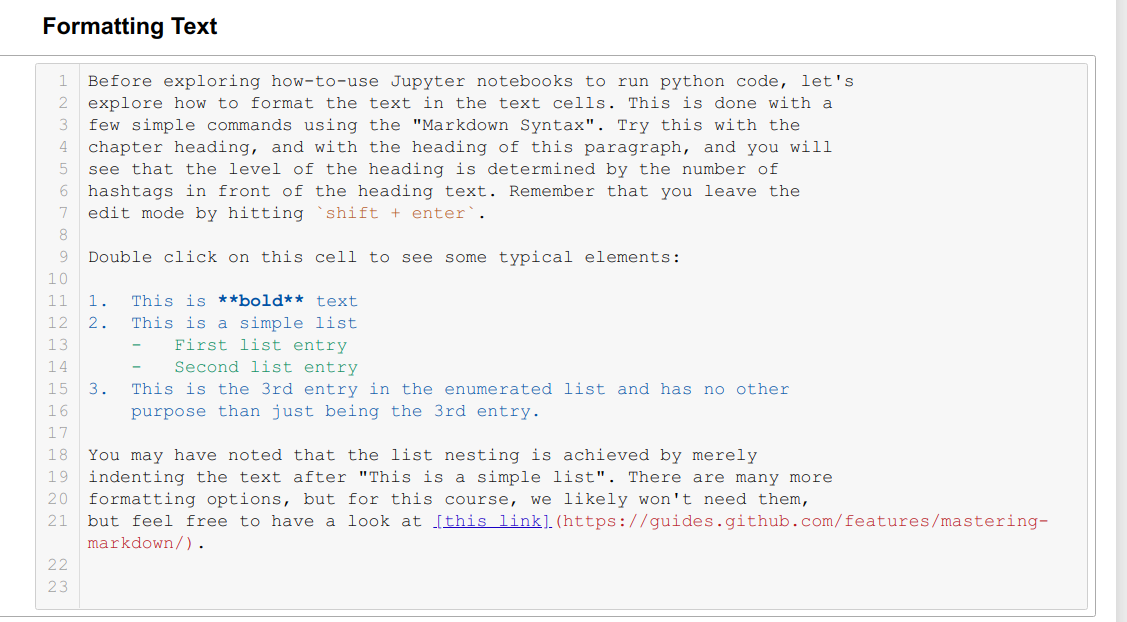 Formatting Text
1 Before exploring how-to-use Jupyter notebooks to run python code, let's
2 explore how to format the text in the text cells. This is done with a
3 few simple commands using the "Markdown Syntax". Try this with the
4 chapter heading, and with the heading of this paragraph, and you will
5 see that the level of the heading is determined by the number of
6 hashtags in front of the heading text. Remember that you leave the
7 edit mode by hitting `shift + enter`.
8
9 Double click on this cell to see some typical elements:
10
11 1.  This is **bold** text
12 2.  This is a simple list
13     -   First list entry
14     -   Second list entry
15 3.  This is the 3rd entry in the enumerated list and has no other
16     purpose than just being the 3rd entry.
17
18 You may have noted that the list nesting is achieved by merely
19 indenting the text after "This is a simple list". There are many more
20 formatting options, but for this course, we likely won't need them,
21 but feel free to have a look at [this link](https://guides.github.com/features/mastering-
markdown/).
22
23